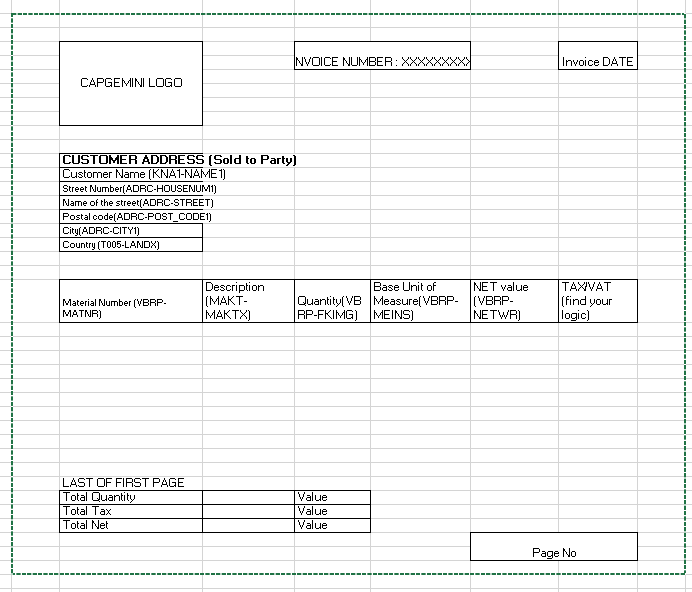 CAPGEMINI LOGO
NVOICE NUMBER : XXXXXXXXX
Invoice DATE
CUSTOMER ADDRESS (Sold to Party)
Customer Name (KNA1-NAME1)
Street Number(ADRC-HOUSENUM1)
Name of the street(ADRC-STREET)
Postal code(ADRC-POST_CODE1)
City(ADRC-CITY1)
Country (T005-LANDX)
Material Number (VBRP-
MATNR)
Description
(MAKT-
MAKTX)
Quantity(VB
RP-FKIMG)
Base Unit of
Measure(VBRP-
MEINS)
NET value
(VBRP-
NETWR)
TAX/VAT
(find your
logic)
LAST OF FIRST PAGE
Total Quantity Value
Total Tax Value
Total Net Value
Page No